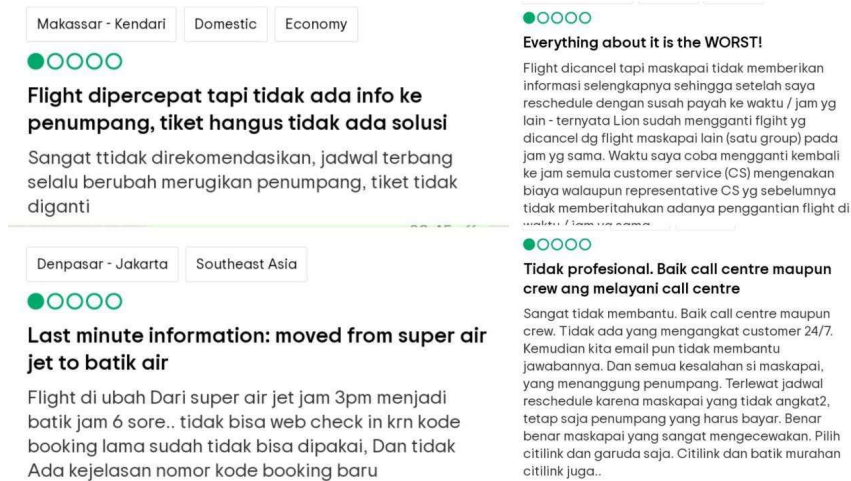 Makassar - Kendari
Domestic
Economy
Flight dipercepat tapi tidak ada info ke
penumpang, tiket hangus tidak ada solusi
Sangat ttidak direkomendasikan, jadwal terbang
selalu berubah merugikan penumpang, tiket tidak
diganti
Denpasar - Jakarta
Southeast Asia
Last minute information: moved from super air
jet to batik air
Flight di ubah Dari super air jet jam 3pm menjadi
batik jam 6 sore.. tidak bisa web check in krn kode
booking lama sudah tidak bisa dipakai, Dan tidak
Ada kejelasan nomor kode booking baru
Everything about it is the WORST!
Flight dicancel tapi maskapai tidak memberikan
informasi selengkapnya sehingga setelah saya
reschedule dengan susah payah ke waktu / jam yg
lain - ternyata Lion sudah mengganti flgiht yg
dicancel dg flight maskapai lain (satu group) pada
jam yg sama. Waktu saya coba mengganti kembali
ke jam semula customer service (CS) mengenakan
biaya walaupun representative CS yg sebelumnya
tidak memberitahukan adanya penggantian flight di
waktu / jam yg sama
Tidak profesional. Baik call centre maupun
crew ang melayani call centre
Sangat tidak membantu. Baik call centre maupun
crew. Tidak ada yang mengangkat customer 24/7.
Kemudian kita email pun tidak membantu
jawabannya. Dan semua kesalahan si maskapai,
yang menanggung penumpang. Terlewat jadwal
reschedule karena maskapai yang tidak angkat2,
tetap saja penumpang yang harus bayar. Benar
benar maskapai yang sangat mengecewakan. Pilih
citilink dan garuda saja. Citilink dan batik murahan
citilink juga..